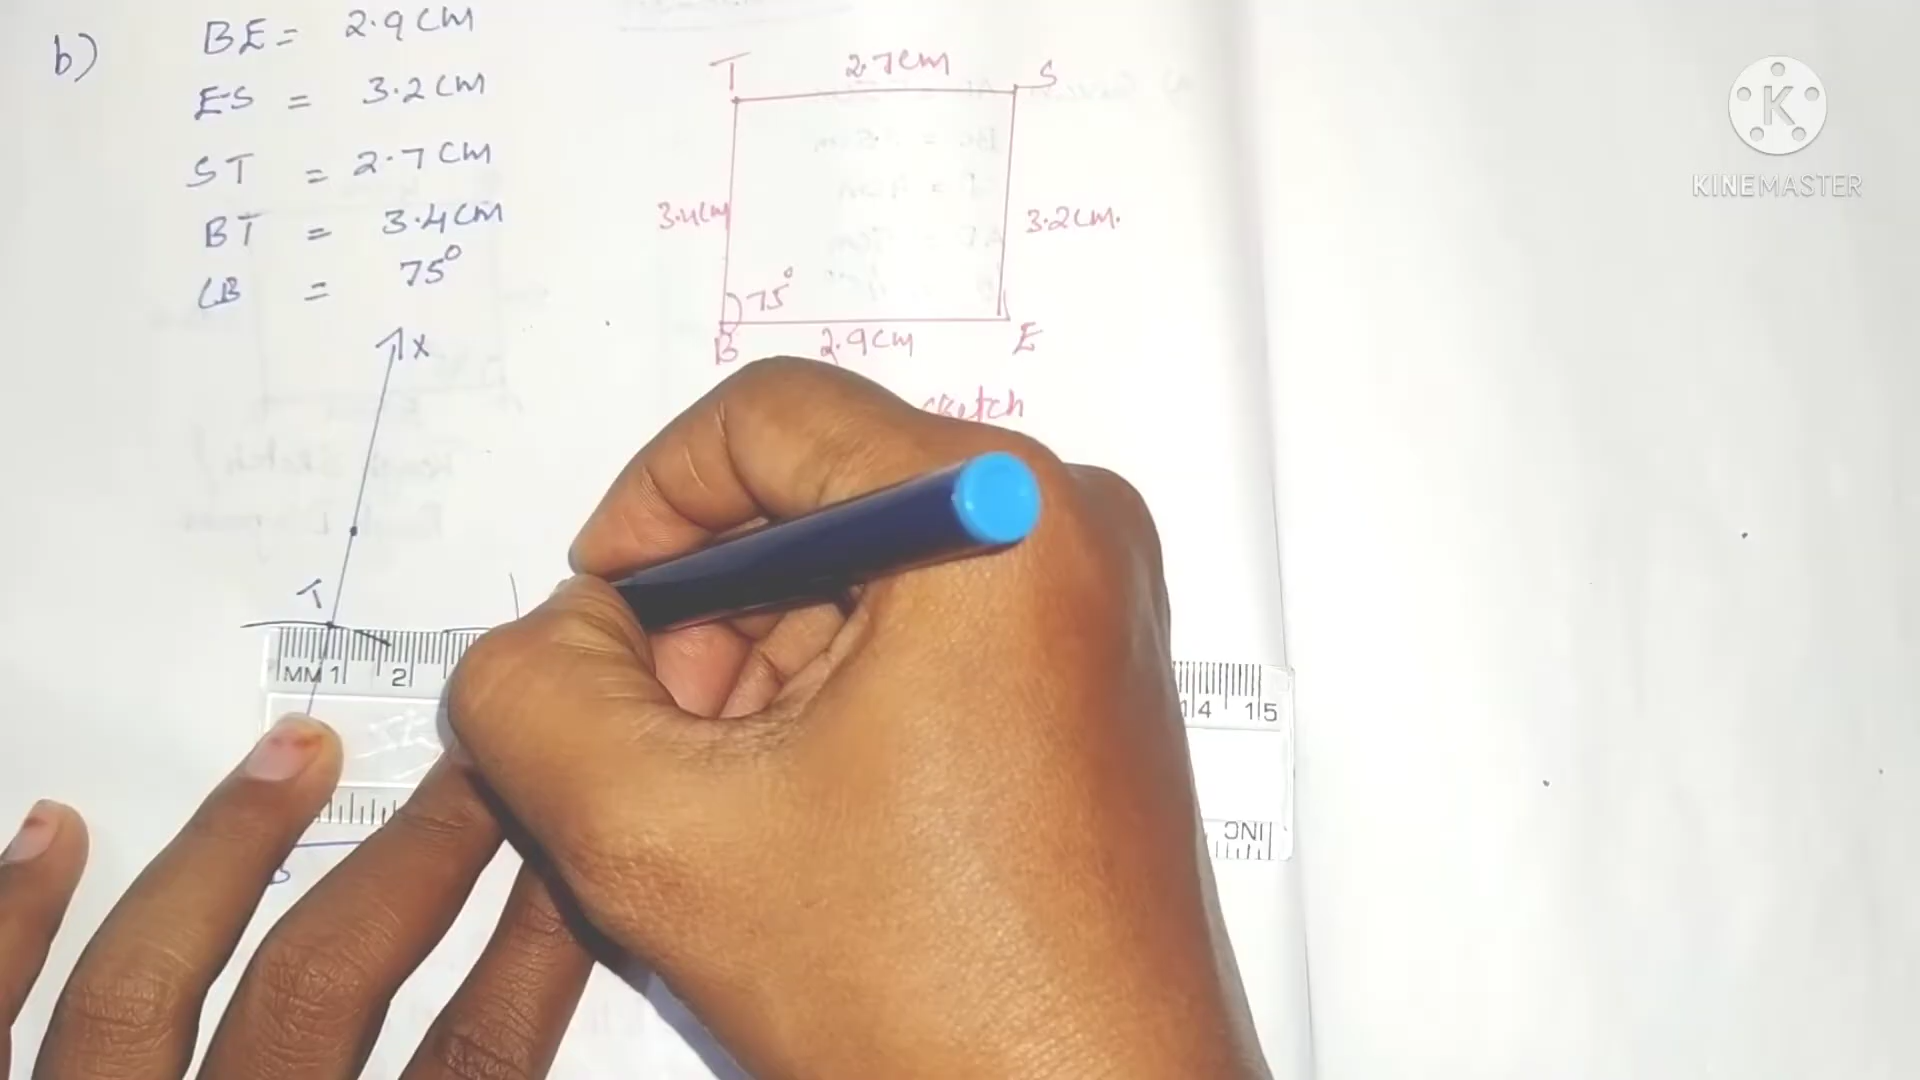 b)
BE = 2.9 cm
ES = 3.2 cm
ST = 2.7 cm
BT = 3.4 cm
∠B = 75°
T 2.7 cm S
3.4 cm 3.2 cm.
75°
B 2.9 cm E
sketch
X
T
MM 1 2 14 15
INC
B
K
KINEMASTER